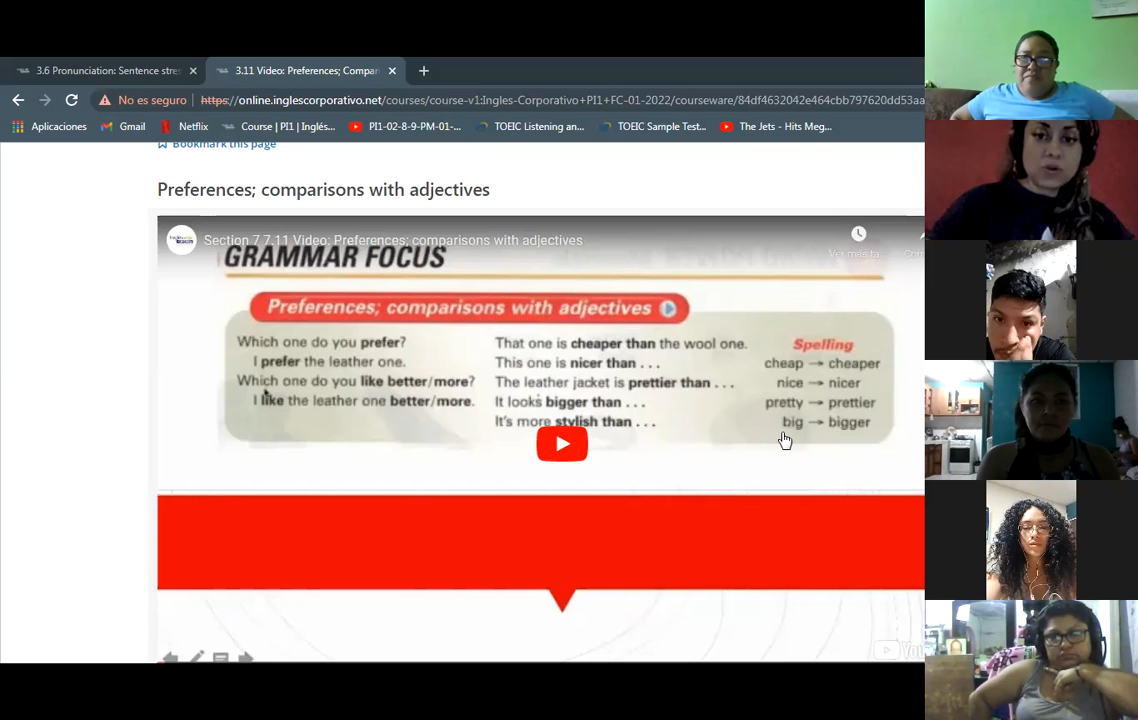 3.6 Pronunciation: Sentence stres
3.11 Video: Preferences; Compar
No es seguro
https://online.inglescorporativo.net/courses/course-v1:Ingles-Corporativo+PI1+FC-01-2022/courseware/84df4632042e464cbb797620dd53aa
Aplicaciones
Gmail
Netflix
Course | PI1 | Inglés...
PI1-02-8-9-PM-01-...
TOEIC Listening an...
TOEIC Sample Test...
The Jets - Hits Meg...
Bookmark this page
Preferences; comparisons with adjectives
Section 7 7.11 Video: Preferences; comparisons with adjectives
GRAMMAR FOCUS
Preferences; comparisons with adjectives
Which one do you prefer?
I prefer the leather one.
Which one do you like better/more?
I like the leather one better/more.
That one is cheaper than the wool one.
This one is nicer than . . .
The leather jacket is prettier than . . .
It looks bigger than . . .
It's more stylish than . . .
Spelling
cheap → cheaper
nice → nicer
pretty → prettier
big → bigger